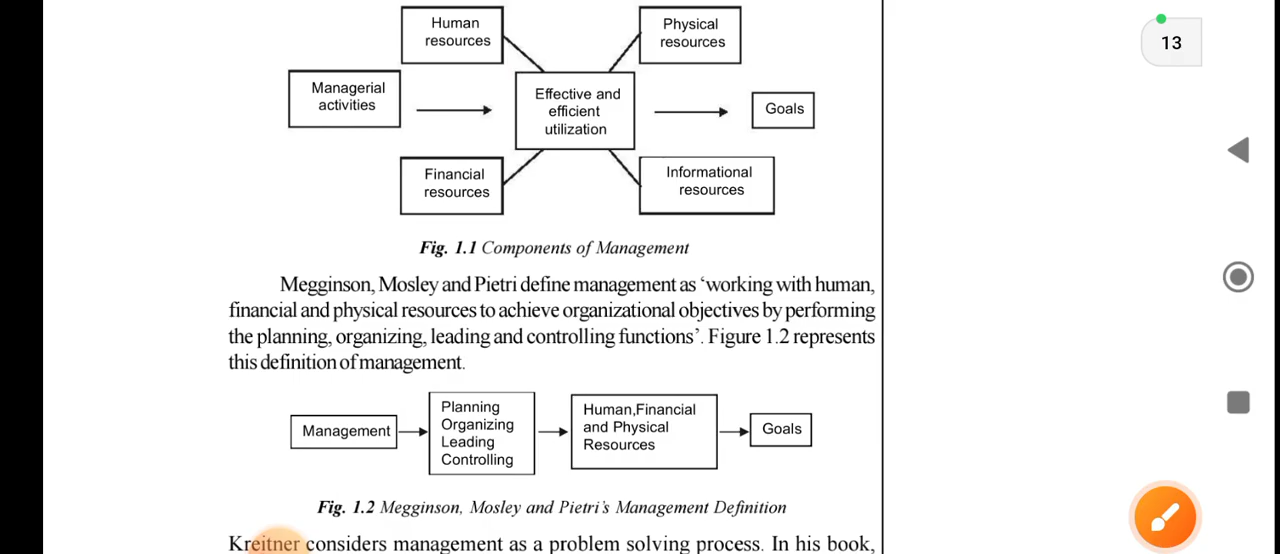 Human
resources
Physical
resources
13
Managerial
activities
Effective and
efficient
utilization
Goals
Financial
resources
Informational
resources
Fig. 1.1 Components of Management
Megginson, Mosley and Pietri define management as ‘working with human,
financial and physical resources to achieve organizational objectives by performing
the planning, organizing, leading and controlling functions’. Figure 1.2 represents
this definition of management.
Management
Planning
Organizing
Leading
Controlling
Human,Financial
and Physical
Resources
Goals
Fig. 1.2 Megginson, Mosley and Pietri’s Management Definition
Kreitner considers management as a problem solving process. In his book,